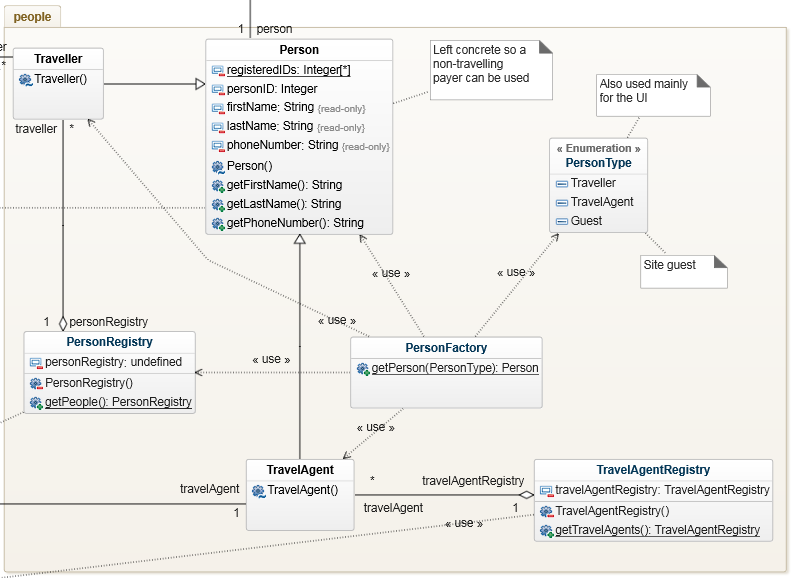 people
1 person
er
*
Traveller
Traveller()
traveller *
Person
registeredIDs: Integer[*]
personID: Integer
firstName: String {read-only}
lastName: String {read-only}
phoneNumber: String {read-only}
Person()
getFirstName(): String
getLastName(): String
getPhoneNumber(): String
Left concrete so a
non-travelling
payer can be used
Also used mainly
for the UI
« Enumeration »
PersonType
Traveller
TravelAgent
Guest
Site guest
« use »
« use »
« use »
« use »
1 personRegistry
PersonRegistry
personRegistry: undefined
PersonRegistry()
getPeople(): PersonRegistry
PersonFactory
getPerson(PersonType): Person
« use »
TravelAgent
TravelAgent()
travelAgent
1
*
travelAgent
travelAgentRegistry
1
TravelAgentRegistry
travelAgentRegistry: TravelAgentRegistry
TravelAgentRegistry()
getTravelAgents(): TravelAgentRegistry
« use »